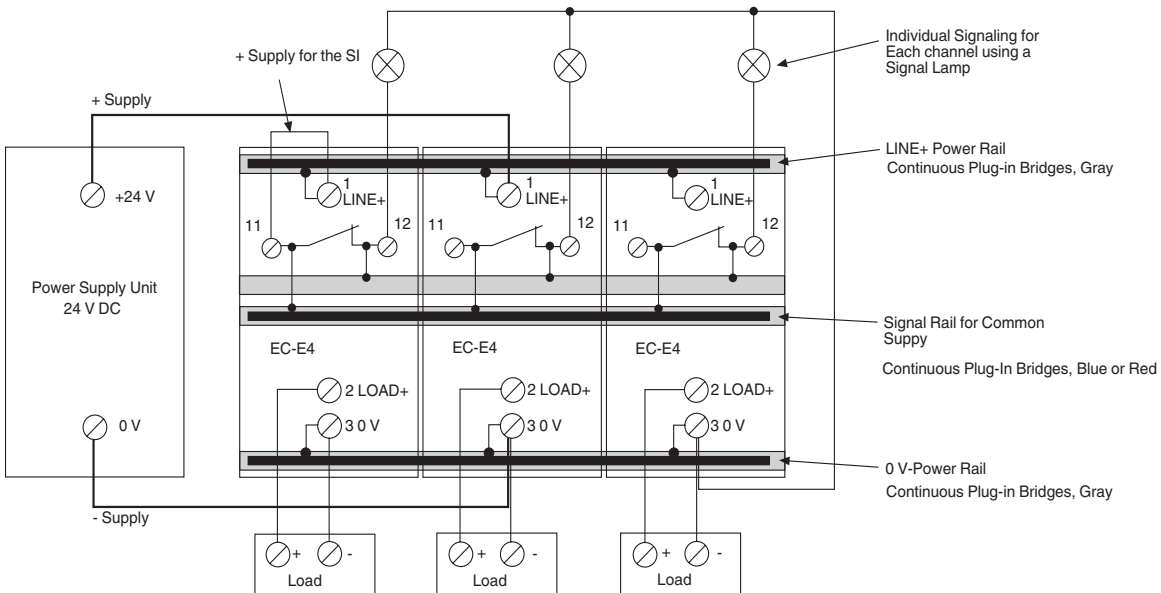 Individual Signaling for
Each channel using a
Signal Lamp
+ Supply for the SI
+ Supply
LINE+ Power Rail
Continuous Plug-in Bridges, Gray
+24 V
1
LINE+
1
LINE+
1
LINE+
11
12
11
12
11
12
Power Supply Unit
24 V DC
Signal Rail for Common
Suppy
Continuous Plug-In Bridges, Blue or Red
EC-E4
EC-E4
EC-E4
2 LOAD+
2 LOAD+
2 LOAD+
0 V
3 0 V
3 0 V
3 0 V
0 V-Power Rail
Continuous Plug-in Bridges, Gray
- Supply
+ -
+ -
+ -
Load
Load
Load